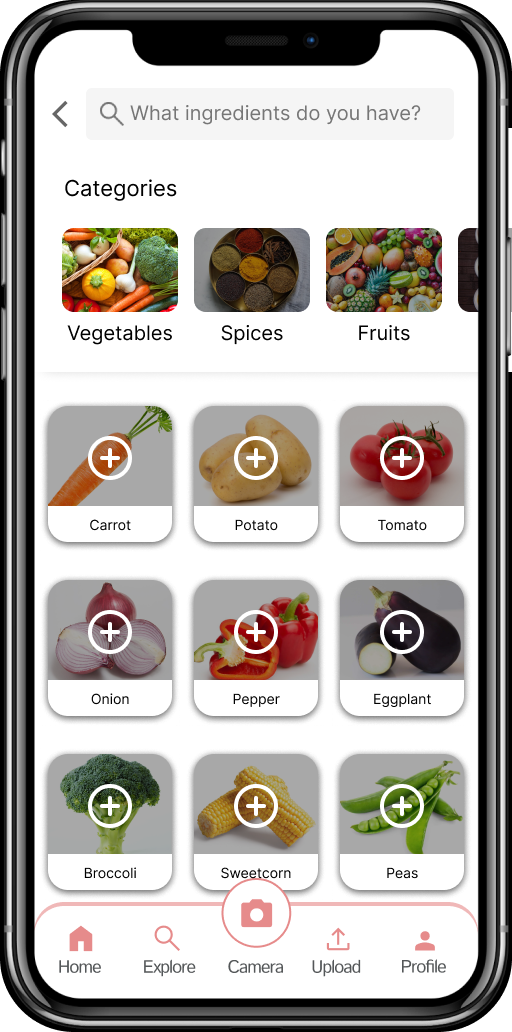 What ingredients do you have?
Categories
Vegetables Spices Fruits
Carrot Potato Tomato
Onion Pepper Eggplant
Broccoli Sweetcorn Peas
Home Explore Camera Upload Profile